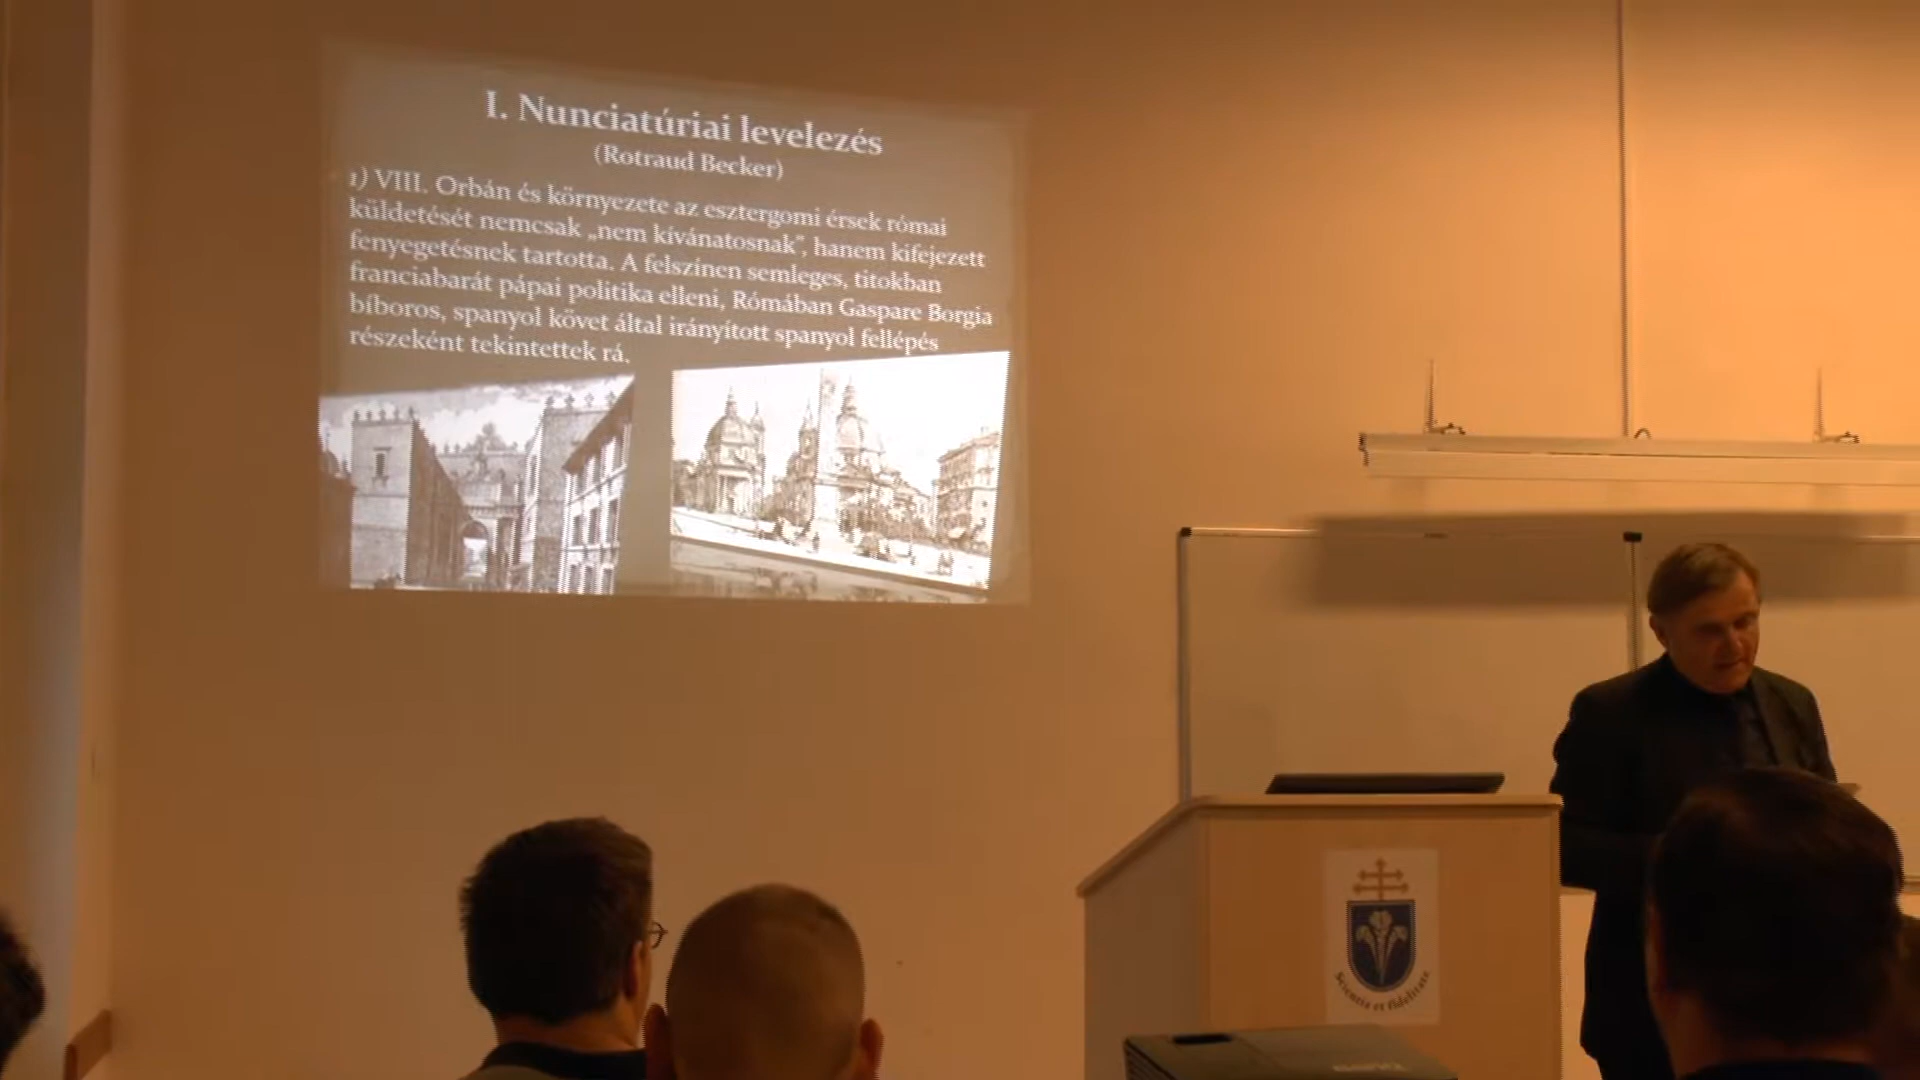 I. Nunciatúriai levelezés
(Rotraud Becker)
1) VIII. Orbán és környezete az esztergomi érsek római
küldetését nemcsak „nem kívánatosnak”, hanem kifejezett
fenyegetésnek tartotta. A felszínen semleges, titokban
franciabarát pápai politika elleni, Rómában Gaspare Borgia
bíboros, spanyol követ által irányított spanyol fellépés
részeként tekintettek rá.
Scientia et fidelitate